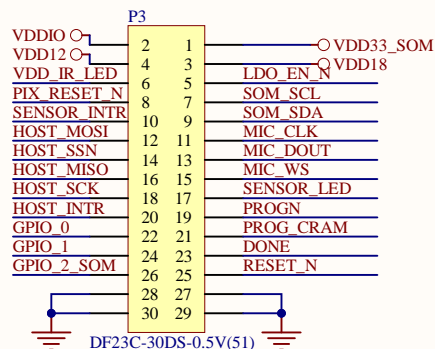 P3
VDDIO 2 1 VDD33_SOM
VDD12 4 3 VDD18
VDD_IR_LED 6 5 LDO_EN_N
PIX_RESET_N 8 7 SOM_SCL
SENSOR_INTR 10 9 SOM_SDA
HOST_MOSI 12 11 MIC_CLK
HOST_SSN 14 13 MIC_DOUT
HOST_MISO 16 15 MIC_WS
HOST_SCK 18 17 SENSOR_LED
HOST_INTR 20 19 PROGN
GPIO_0 22 21 PROG_CRAM
GPIO_1 24 23 DONE
GPIO_2_SOM 26 25 RESET_N
28 27
30 29
DF23C-30DS-0.5V(51)